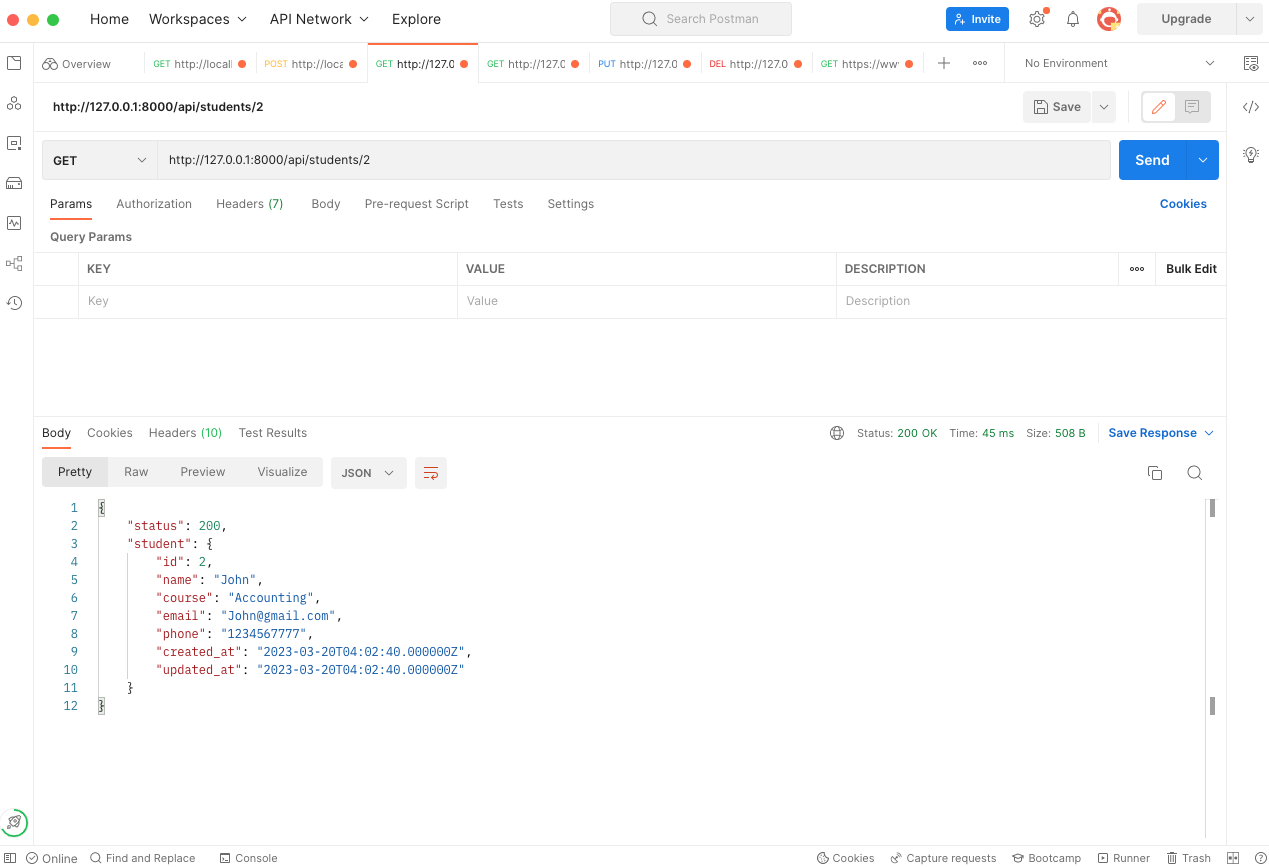 Home Workspaces API Network Explore Search Postman Invite Upgrade
Overview GET http://locall POST http://loca GET http://127.0 GET http://127.0 PUT http://127.0 DEL http://127.0 GET https://ww No Environment
http://127.0.0.1:8000/api/students/2 Save
GET http://127.0.0.1:8000/api/students/2 Send
Params Authorization Headers (7) Body Pre-request Script Tests Settings Cookies
Query Params
KEY VALUE DESCRIPTION Bulk Edit
Key Value Description
Body Cookies Headers (10) Test Results Status: 200 OK Time: 45 ms Size: 508 B Save Response
Pretty Raw Preview Visualize JSON
1 {
2 "status": 200,
3 "student": {
4 "id": 2,
5 "name": "John",
6 "course": "Accounting",
7 "email": "John@gmail.com",
8 "phone": "1234567777",
9 "created_at": "2023-03-20T04:02:40.000000Z",
10 "updated_at": "2023-03-20T04:02:40.000000Z"
11 }
12 }
Online Find and Replace Console Cookies Capture requests Bootcamp Runner Trash